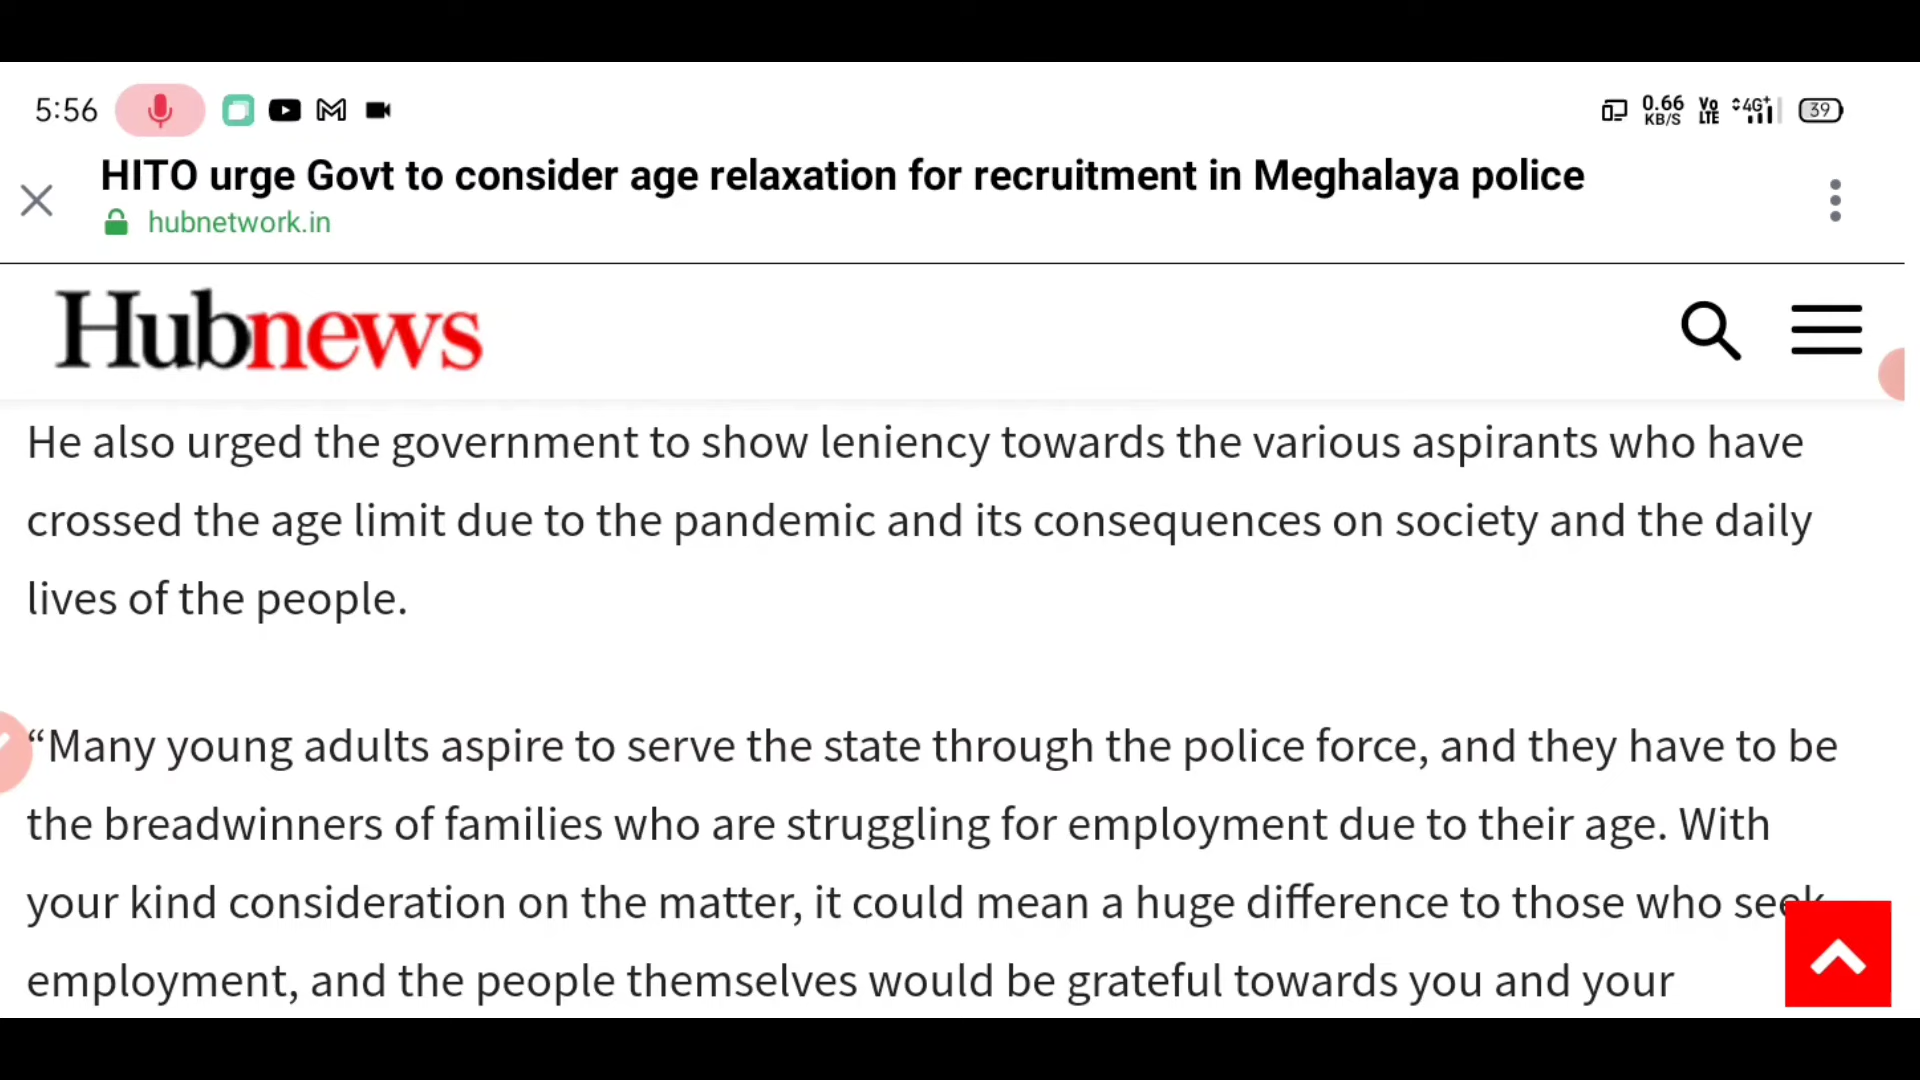 5:56
0.66 KB/S Vo LTE 4G+ 39
HITO urge Govt to consider age relaxation for recruitment in Meghalaya police
hubnetwork.in
Hubnews
He also urged the government to show leniency towards the various aspirants who have
crossed the age limit due to the pandemic and its consequences on society and the daily
lives of the people.
“Many young adults aspire to serve the state through the police force, and they have to be
the breadwinners of families who are struggling for employment due to their age. With
your kind consideration on the matter, it could mean a huge difference to those who seek
employment, and the people themselves would be grateful towards you and your